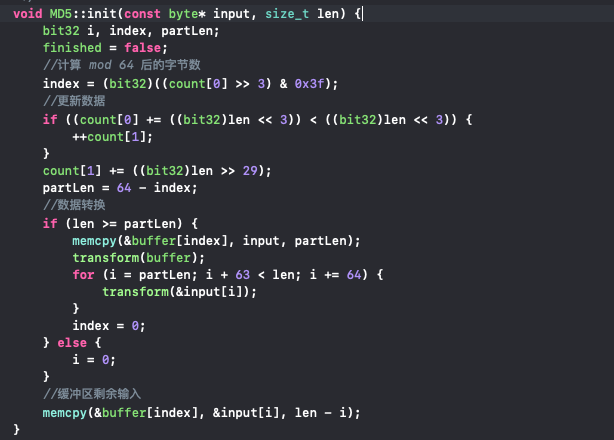 void MD5::init(const byte* input, size_t len) {
    bit32 i, index, partLen;
    finished = false;
    //计算 mod 64 后的字节数
    index = (bit32)((count[0] >> 3) & 0x3f);
    //更新数据
    if ((count[0] += ((bit32)len << 3)) < ((bit32)len << 3)) {
        ++count[1];
    }
    count[1] += ((bit32)len >> 29);
    partLen = 64 - index;
    //数据转换
    if (len >= partLen) {
        memcpy(&buffer[index], input, partLen);
        transform(buffer);
        for (i = partLen; i + 63 < len; i += 64) {
            transform(&input[i]);
        }
        index = 0;
    } else {
        i = 0;
    }
    //缓冲区剩余输入
    memcpy(&buffer[index], &input[i], len - i);
}